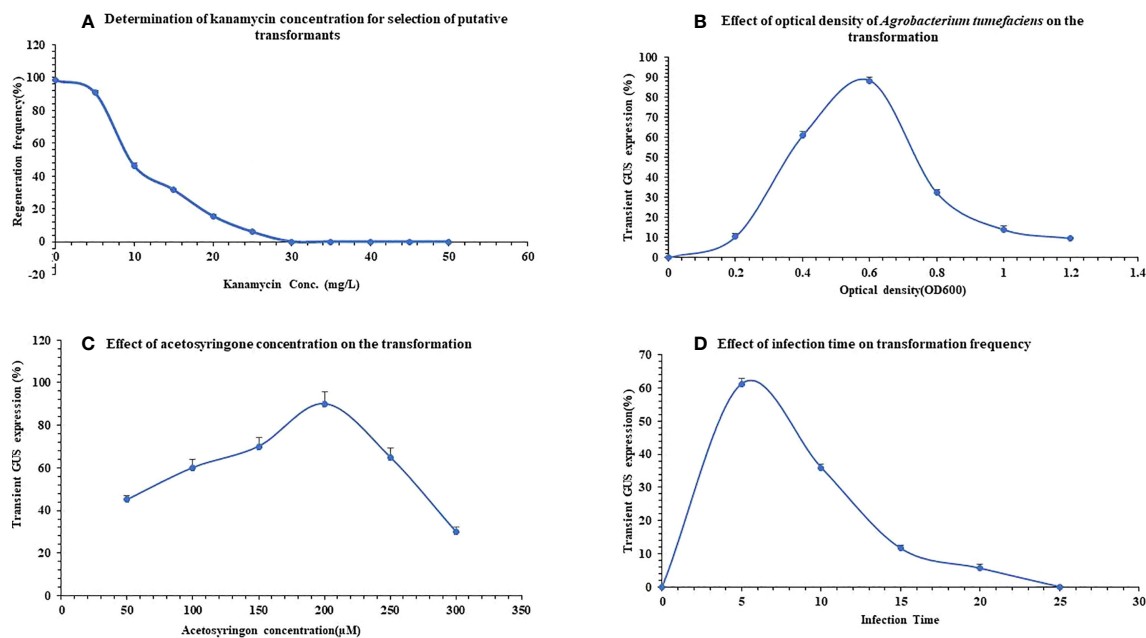 A Determination of kanamycin concentration for selection of putative
transformants
120
100
80
60
40
20
0
-20
Regeneration frequency(%)
0 10 20 30 40 50 60
Kanamycin Conc. (mg/L)
B Effect of optical density of Agrobacterium tumefaciens on the
transformation
100
90
80
70
60
50
40
30
20
10
0
Transient GUS expression (%)
0 0.2 0.4 0.6 0.8 1 1.2 1.4
Optical density(OD600)
C Effect of acetosyringone concentration on the transformation
120
100
80
60
40
20
0
Transient GUS expression (%)
0 50 100 150 200 250 300 350
Acetosyringon concentration(µM)
D Effect of infection time on transformation frequency
70
60
50
40
30
20
10
0
Transient GUS expression(%)
0 5 10 15 20 25 30
Infection Time